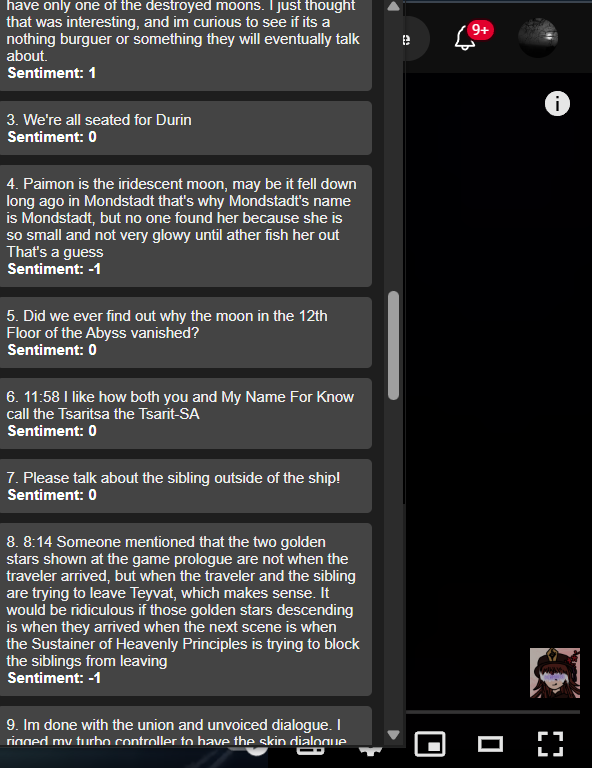 have only one of the destroyed moons. I just thought
that was interesting, and im curious to see if its a
nothing burguer or something they will eventually talk
about.
Sentiment: 1
3. We're all seated for Durin
Sentiment: 0
4. Paimon is the iridescent moon, may be it fell down
long ago in Mondstadt that's why Mondstadt's name
is Mondstadt, but no one found her because she is
so small and not very glowy until ather fish her out
That's a guess
Sentiment: -1
5. Did we ever find out why the moon in the 12th
Floor of the Abyss vanished?
Sentiment: 0
6. 11:58 I like how both you and My Name For Know
call the Tsaritsa the Tsarit-SA
Sentiment: 0
7. Please talk about the sibling outside of the ship!
Sentiment: 0
8. 8:14 Someone mentioned that the two golden
stars shown at the game prologue are not when the
traveler arrived, but when the traveler and the sibling
are trying to leave Teyvat, which makes sense. It
would be ridiculous if those golden stars descending
is when they arrived when the next scene is when
the Sustainer of Heavenly Principles is trying to block
the siblings from leaving
Sentiment: -1
9. Im done with the union and unvoiced dialogue. I
rigged my turbo controller to have the skip dialogue
e
9+
i